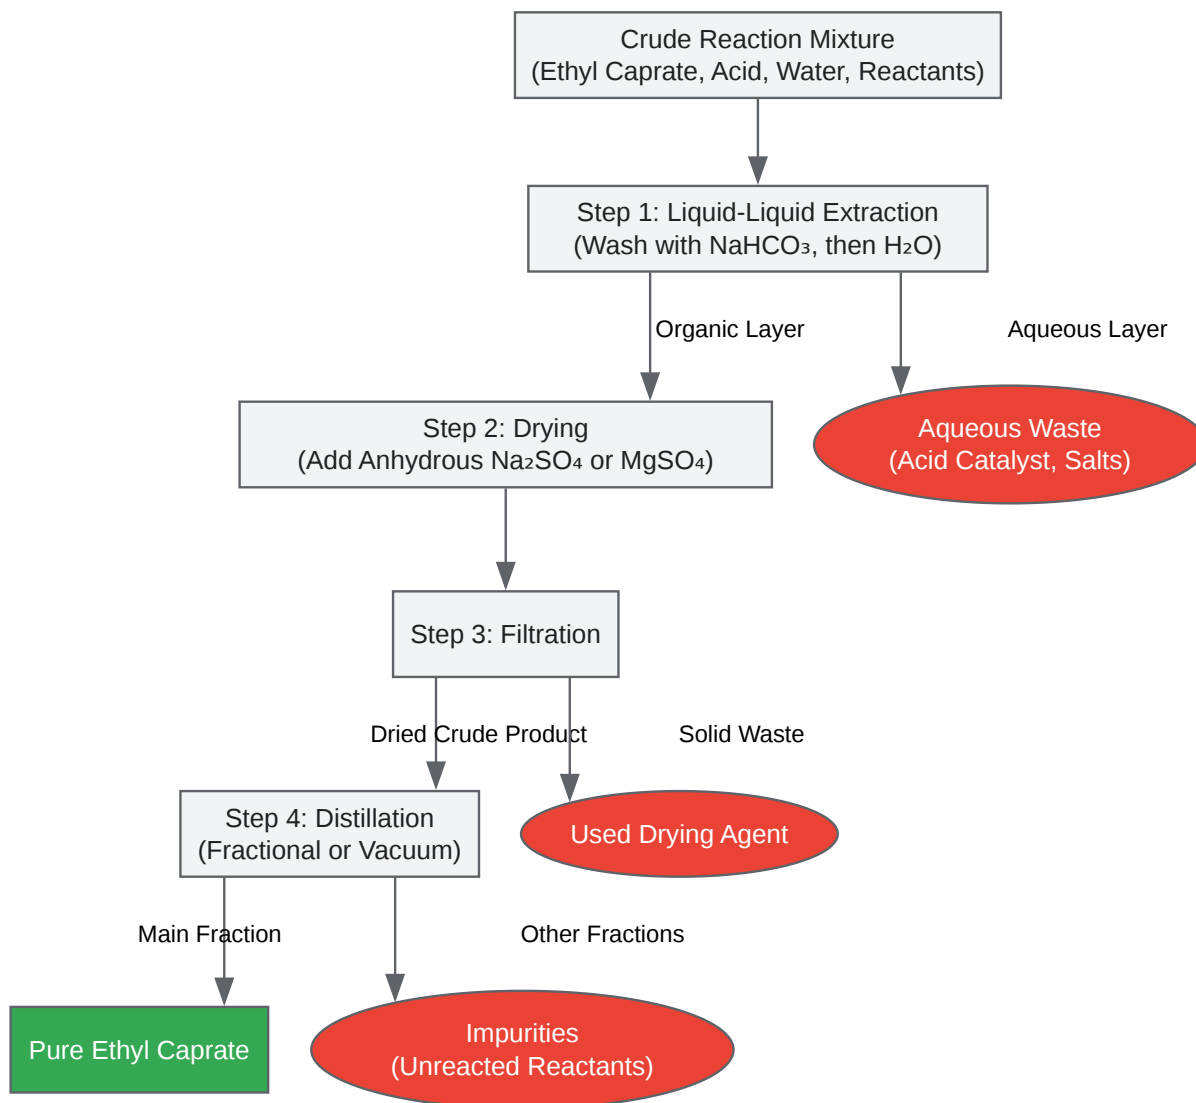 Crude Reaction Mixture
(Ethyl Caprate, Acid, Water, Reactants)
Step 1: Liquid-Liquid Extraction
(Wash with NaHCO₃, then H₂O)
Organic Layer
Aqueous Layer
Step 2: Drying
(Add Anhydrous Na₂SO₄ or MgSO₄)
Aqueous Waste
(Acid Catalyst, Salts)
Step 3: Filtration
Dried Crude Product
Solid Waste
Step 4: Distillation
(Fractional or Vacuum)
Used Drying Agent
Main Fraction
Other Fractions
Pure Ethyl Caprate
Impurities
(Unreacted Reactants)